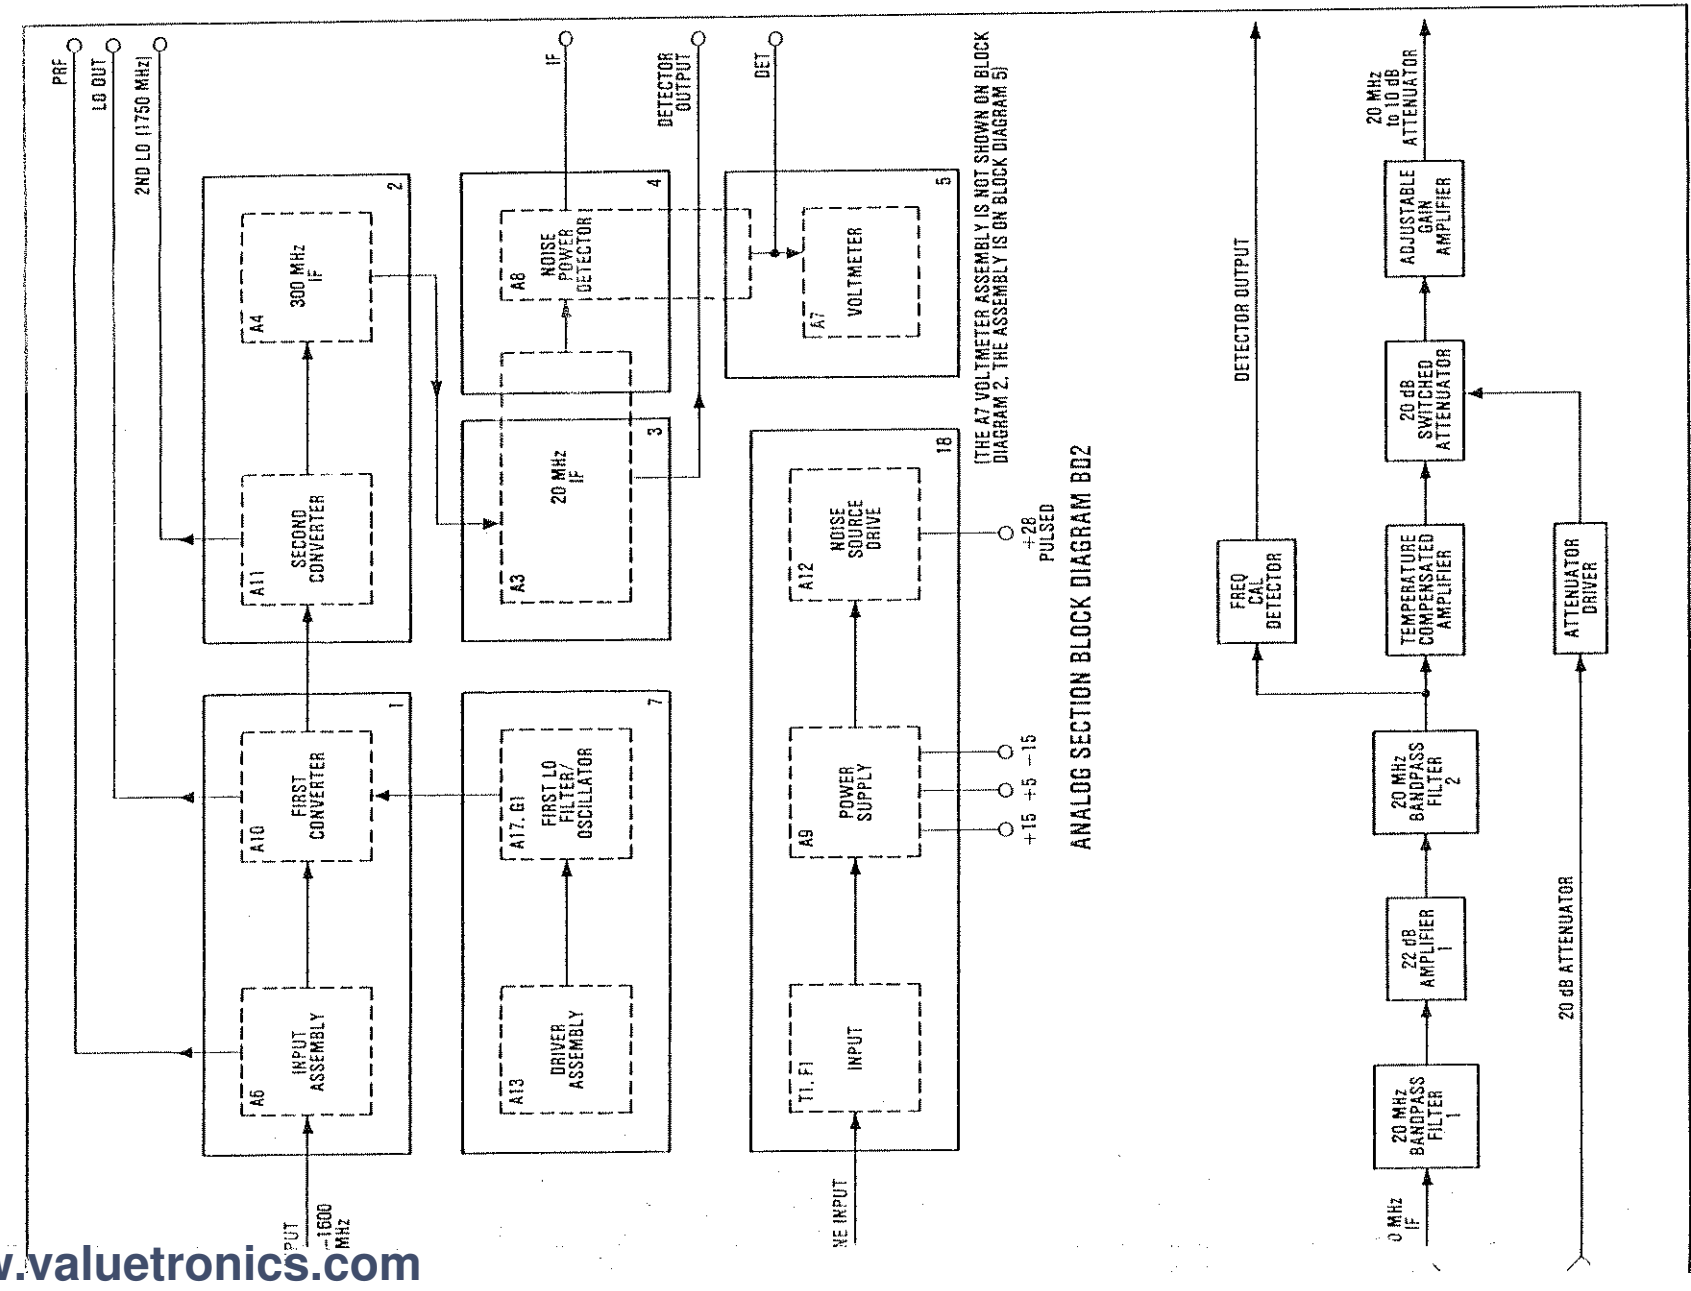 PRF
LO OUT
2ND LO (1750 MHz)
IF
DETECTOR
OUTPUT
DET
PUT
-1600
MHz
A6
INPUT
ASSEMBLY
A10
FIRST
CONVERTER
1
A11
SECOND
CONVERTER
A4
300 MHz
IF
2
A13
DRIVER
ASSEMBLY
A17, G1
FIRST LO
FILTER/
OSCILLATOR
7
A3
20 MHz
IF
3
A8
NOISE
POWER
DETECTOR
4
A7
VOLTMETER
5
NE INPUT
T1, F1
INPUT
A9
POWER
SUPPLY
A12
NOISE
SOURCE
DRIVE
18
+15
+5
-15
+28
PULSED
(THE A7 VOLTMETER ASSEMBLY IS NOT SHOWN ON BLOCK
DIAGRAM 2, THE ASSEMBLY IS ON BLOCK DIAGRAM 5)
ANALOG SECTION BLOCK DIAGRAM BD2
DETECTOR OUTPUT
FREQ
CAL
DETECTOR
0 MHz
IF
20 MHz
BANDPASS
FILTER
1
22 dB
AMPLIFIER
1
20 MHz
BANDPASS
FILTER
2
TEMPERATURE
COMPENSATED
AMPLIFIER
20 dB
SWITCHED
ATTENUATOR
ADJUSTABLE
GAIN
AMPLIFIER
20 MHz
to 10 dB
ATTENUATOR
20 dB ATTENUATOR
ATTENUATOR
DRIVER
w.valuetronics.com